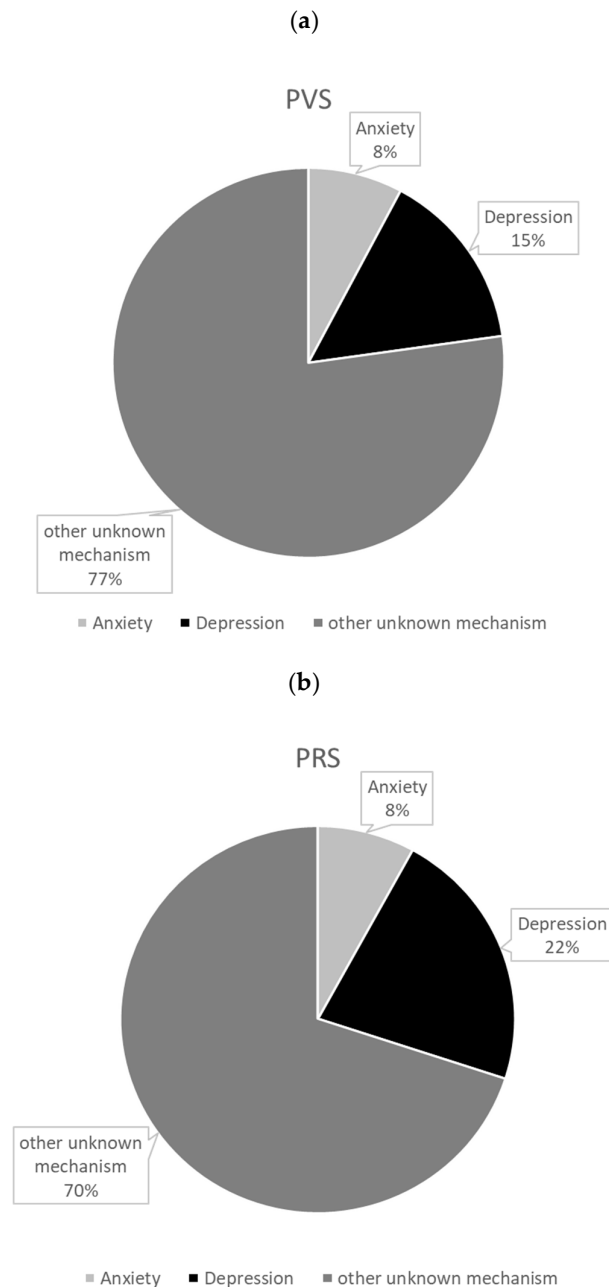 (a)
PVS
Anxiety
8%
Depression
15%
other unknown
mechanism
77%
Anxiety Depression other unknown mechanism
(b)
PRS
Anxiety
8%
Depression
22%
other unknown
mechanism
70%
Anxiety Depression other unknown mechanism